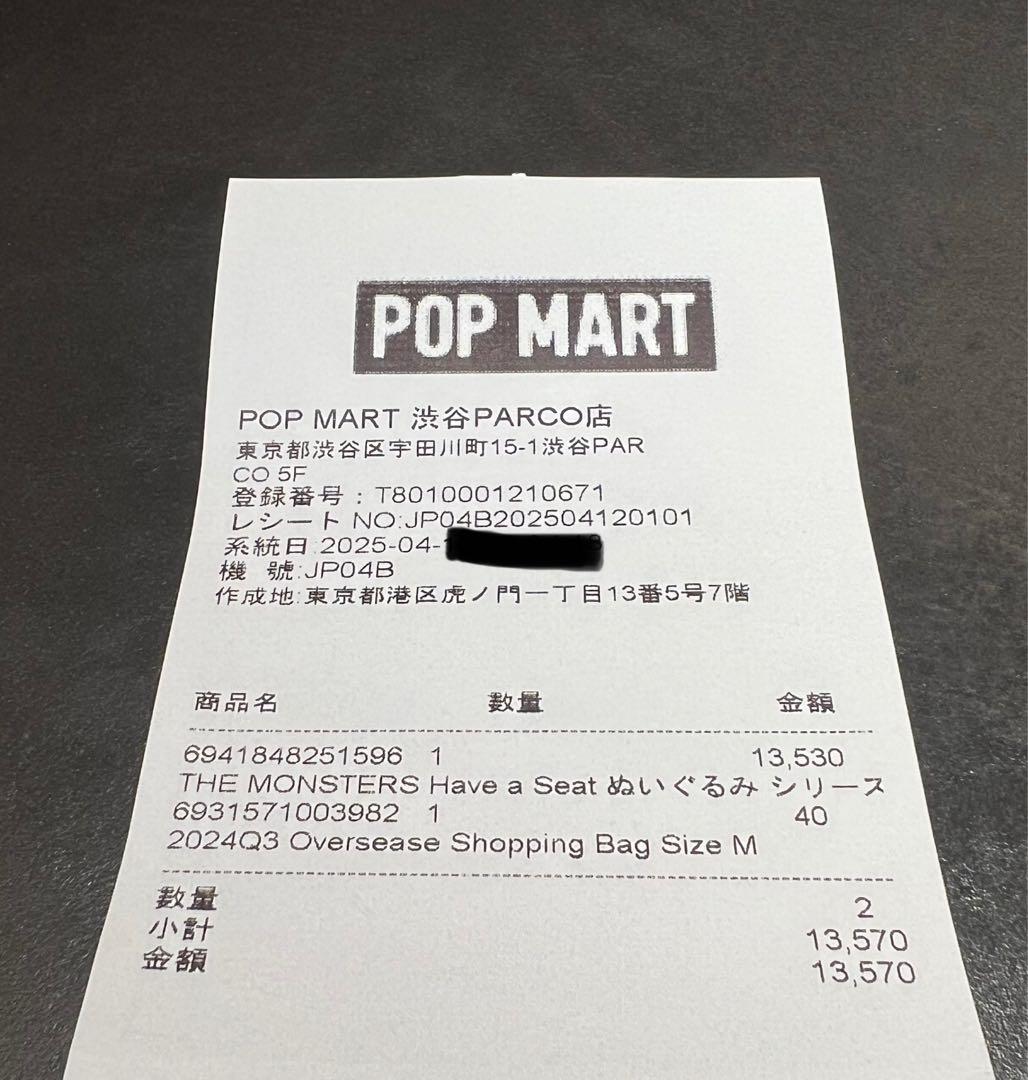 POP MART
POP MART 渋谷PARCO店
東京都渋谷区宇田川町15-1渋谷PAR
CO 5F
登録番号：T8010001210671
レシート NO:JP04B202504120101
系統日:2025-04-
機 號:JP04B
作成地:東京都港区虎ノ門一丁目13番5号7階
商品名 数量 金額
6941848251596 1 13,530
THE MONSTERS Have a Seat ぬいぐるみ シリーズ
6931571003982 1 40
2024Q3 Oversease Shopping Bag Size M
数量 2
小計 13,570
金額 13,570